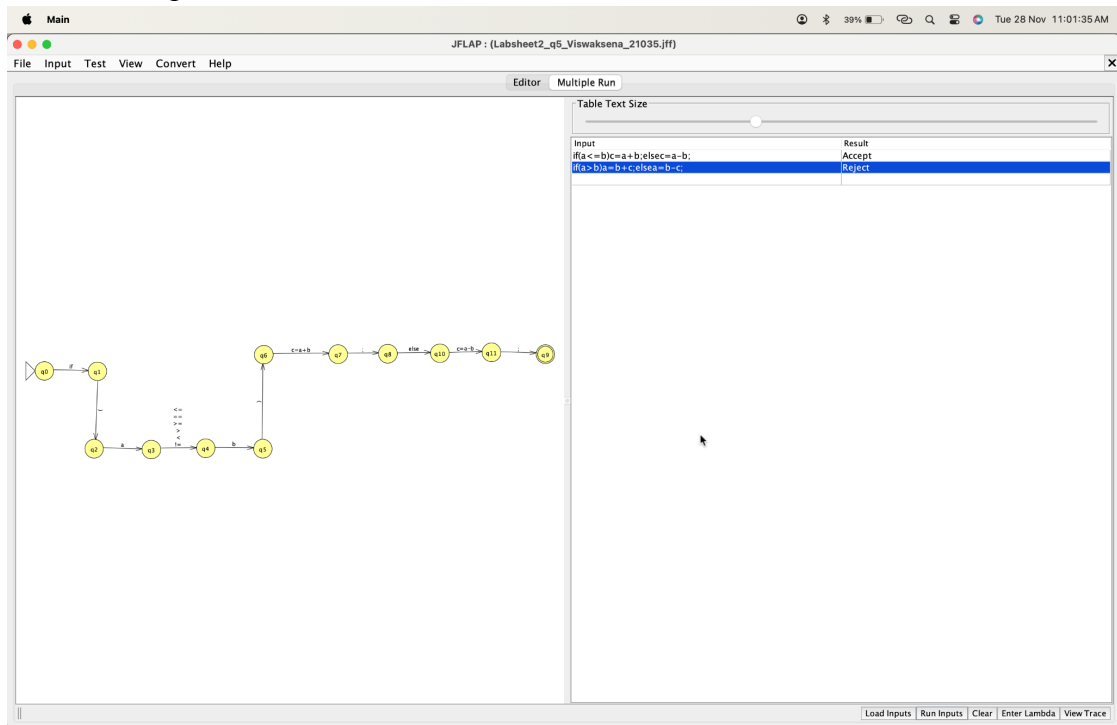 Main
39%
Tue 28 Nov 11:01:35 AM
JFLAP : (Labsheet2_q5_Viswaksena_21035.jff)
File Input Test View Convert Help
Editor Multiple Run
Table Text Size
Input Result
if(a<=b)c=a+b;elsec=a-b; Accept
if(a>b)a=b+c;elsea=b-c; Reject
q6 c=a+b q7 ; q8 else q10 c=a-b q11 ; q9
q0 if q1
( )
<=
==
>=
>
<
!=
q2 a q3 q4 b q5
Load Inputs Run Inputs Clear Enter Lambda View Trace